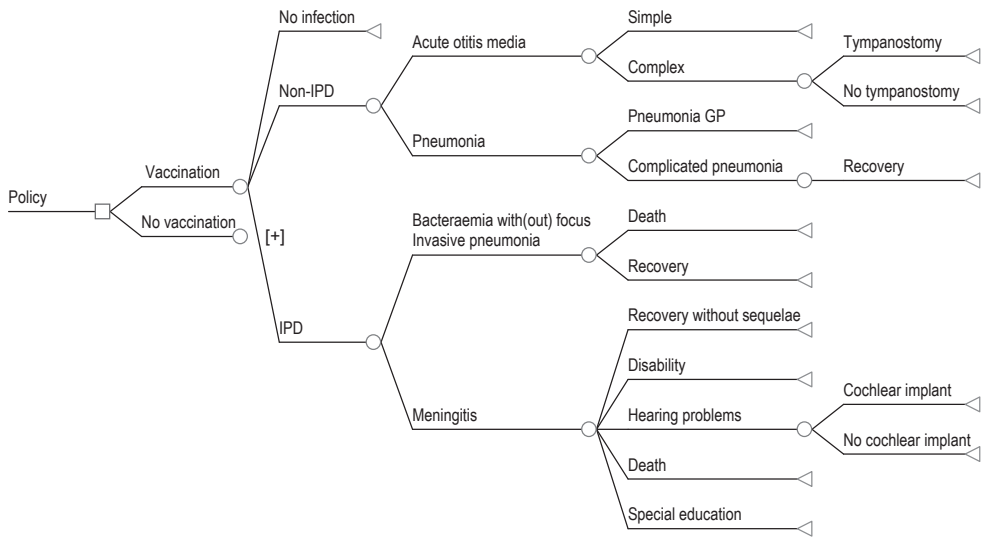 No infection
Simple
Acute otitis media
Tympanostomy
Complex
No tympanostomy
Non-IPD
Pneumonia GP
Pneumonia
Complicated pneumonia
Recovery
Vaccination
Policy
No vaccination
[+]
Bacteraemia with(out) focus
Invasive pneumonia
Death
Recovery
IPD
Recovery without sequelae
Disability
Cochlear implant
Meningitis
Hearing problems
No cochlear implant
Death
Special education